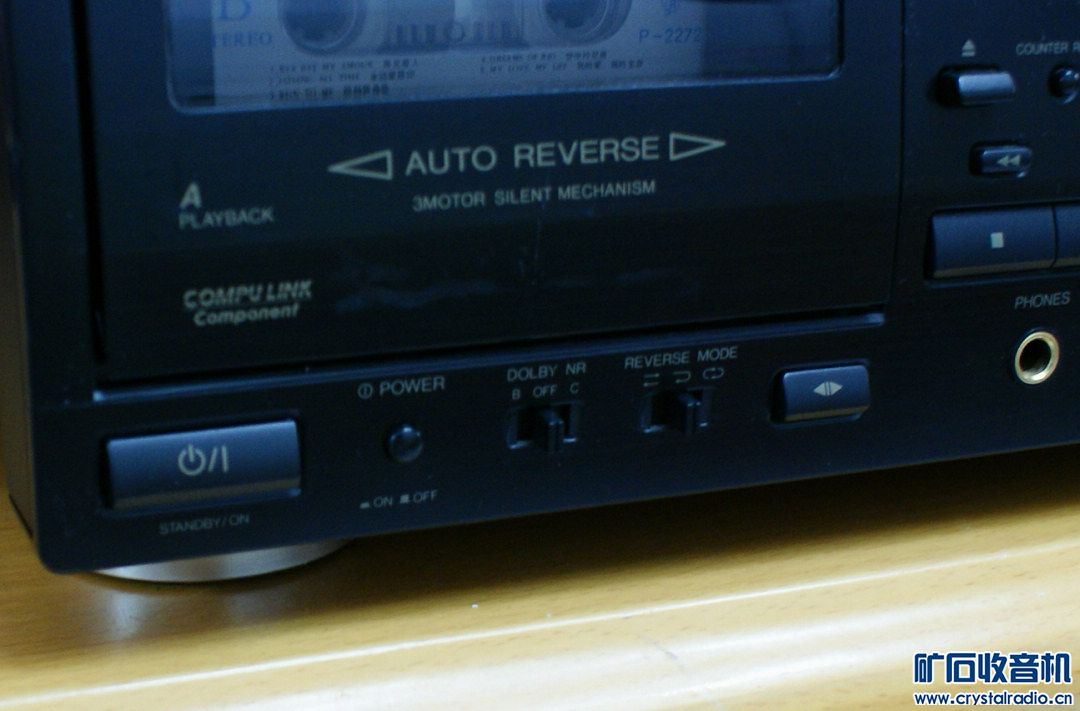 D
STEREO
P-2272
COUNTER R
AUTO REVERSE
3MOTOR SILENT MECHANISM
A
PLAYBACK
COMPU LINK
Component
PHONES
POWER
DOLBY NR
B OFF C
REVERSE MODE
⏻/I
ON OFF
STANDBY/ON
矿石收音机
www.crystalradio.cn